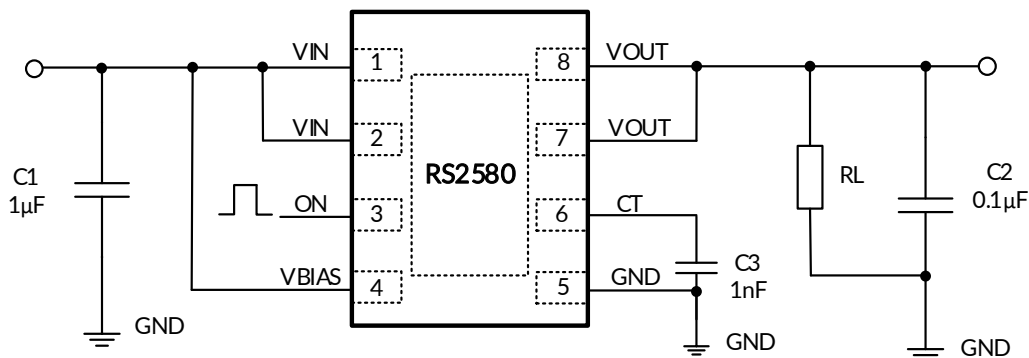 VIN
1
8
VOUT
VIN
2
7
VOUT
RS2580
C1
1µF
ON
3
6
CT
RL
C2
0.1µF
VBIAS
4
5
GND
C3
1nF
GND
GND
GND